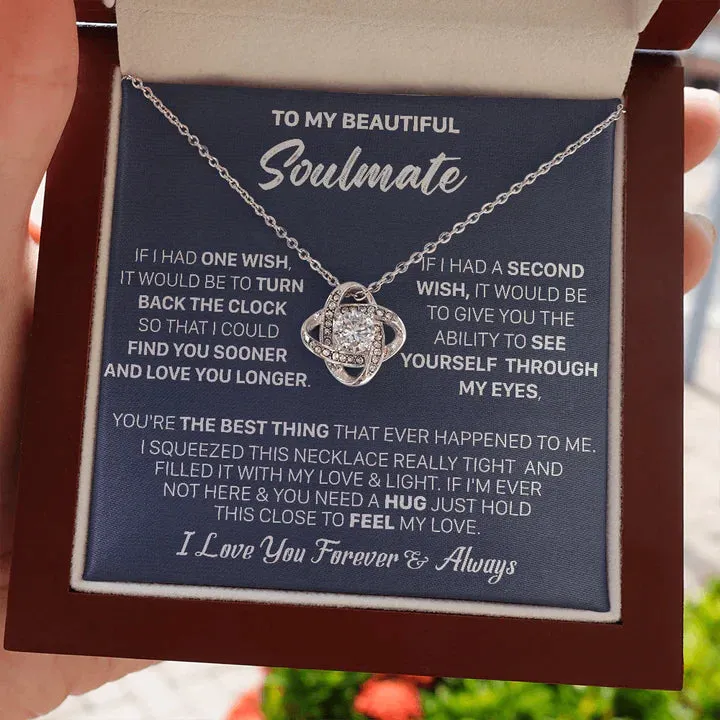 TO MY BEAUTIFUL
Soulmate
IF I HAD ONE WISH,
IT WOULD BE TO TURN
BACK THE CLOCK
SO THAT I COULD
FIND YOU SOONER
AND LOVE YOU LONGER.
IF I HAD A SECOND
WISH, IT WOULD BE
TO GIVE YOU THE
ABILITY TO SEE
YOURSELF THROUGH
MY EYES,
YOU'RE THE BEST THING THAT EVER HAPPENED TO ME.
I SQUEEZED THIS NECKLACE REALLY TIGHT AND
FILLED IT WITH MY LOVE & LIGHT. IF I'M EVER
NOT HERE & YOU NEED A HUG JUST HOLD
THIS CLOSE TO FEEL MY LOVE.
I Love You Forever & Always